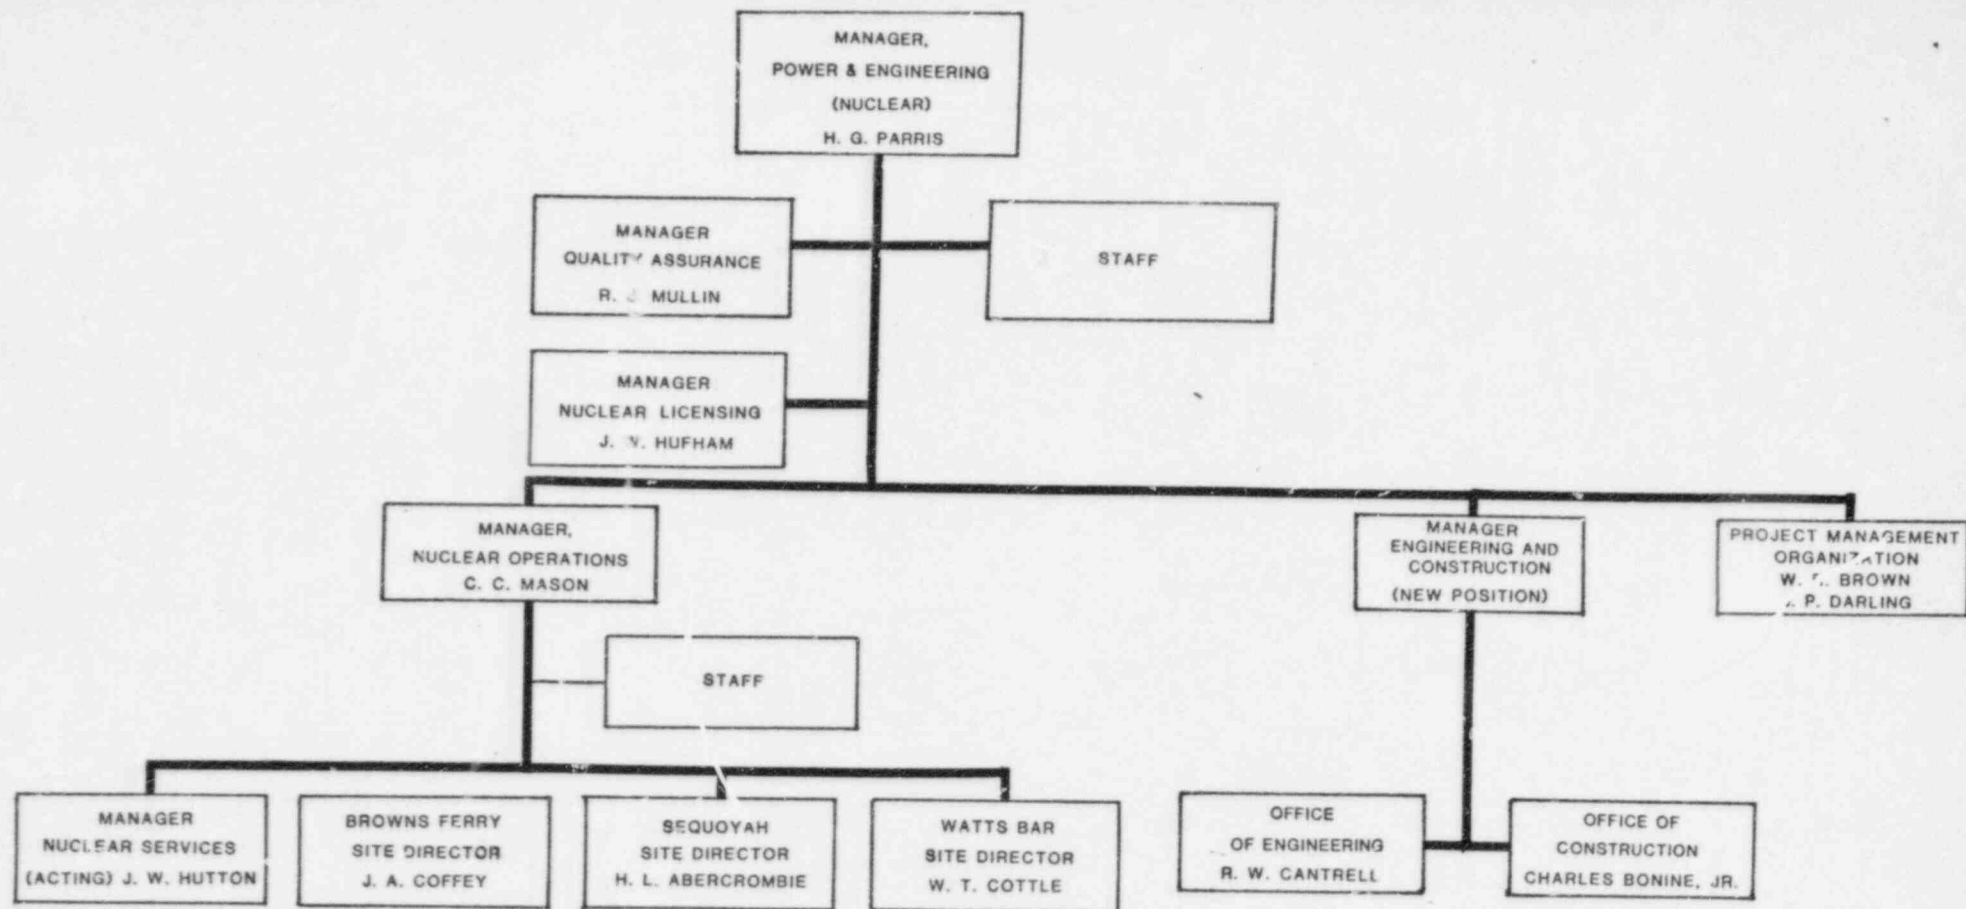 MANAGER,
POWER & ENGINEERING
(NUCLEAR)
H. G. PARRIS
MANAGER
QUALITY ASSURANCE
R. MULLIN
STAFF
MANAGER
NUCLEAR LICENSING
J. HUFHAM
MANAGER,
NUCLEAR OPERATIONS
C. C. MASON
MANAGER
ENGINEERING AND
CONSTRUCTION
(NEW POSITION)
PROJECT MANAGEMENT
ORGANIZATION
W. BROWN
P. DARLING
STAFF
MANAGER
NUCLEAR SERVICES
(ACTING) J. W. HUTTON
BROWNS FERRY
SITE DIRECTOR
J. A. COFFEY
SEQUOYAH
SITE DIRECTOR
H. L. ABERCROMBIE
WATTS BAR
SITE DIRECTOR
W. T. COTTLE
OFFICE
OF ENGINEERING
R. W. CANTRELL
OFFICE OF
CONSTRUCTION
CHARLES BONINE, JR.